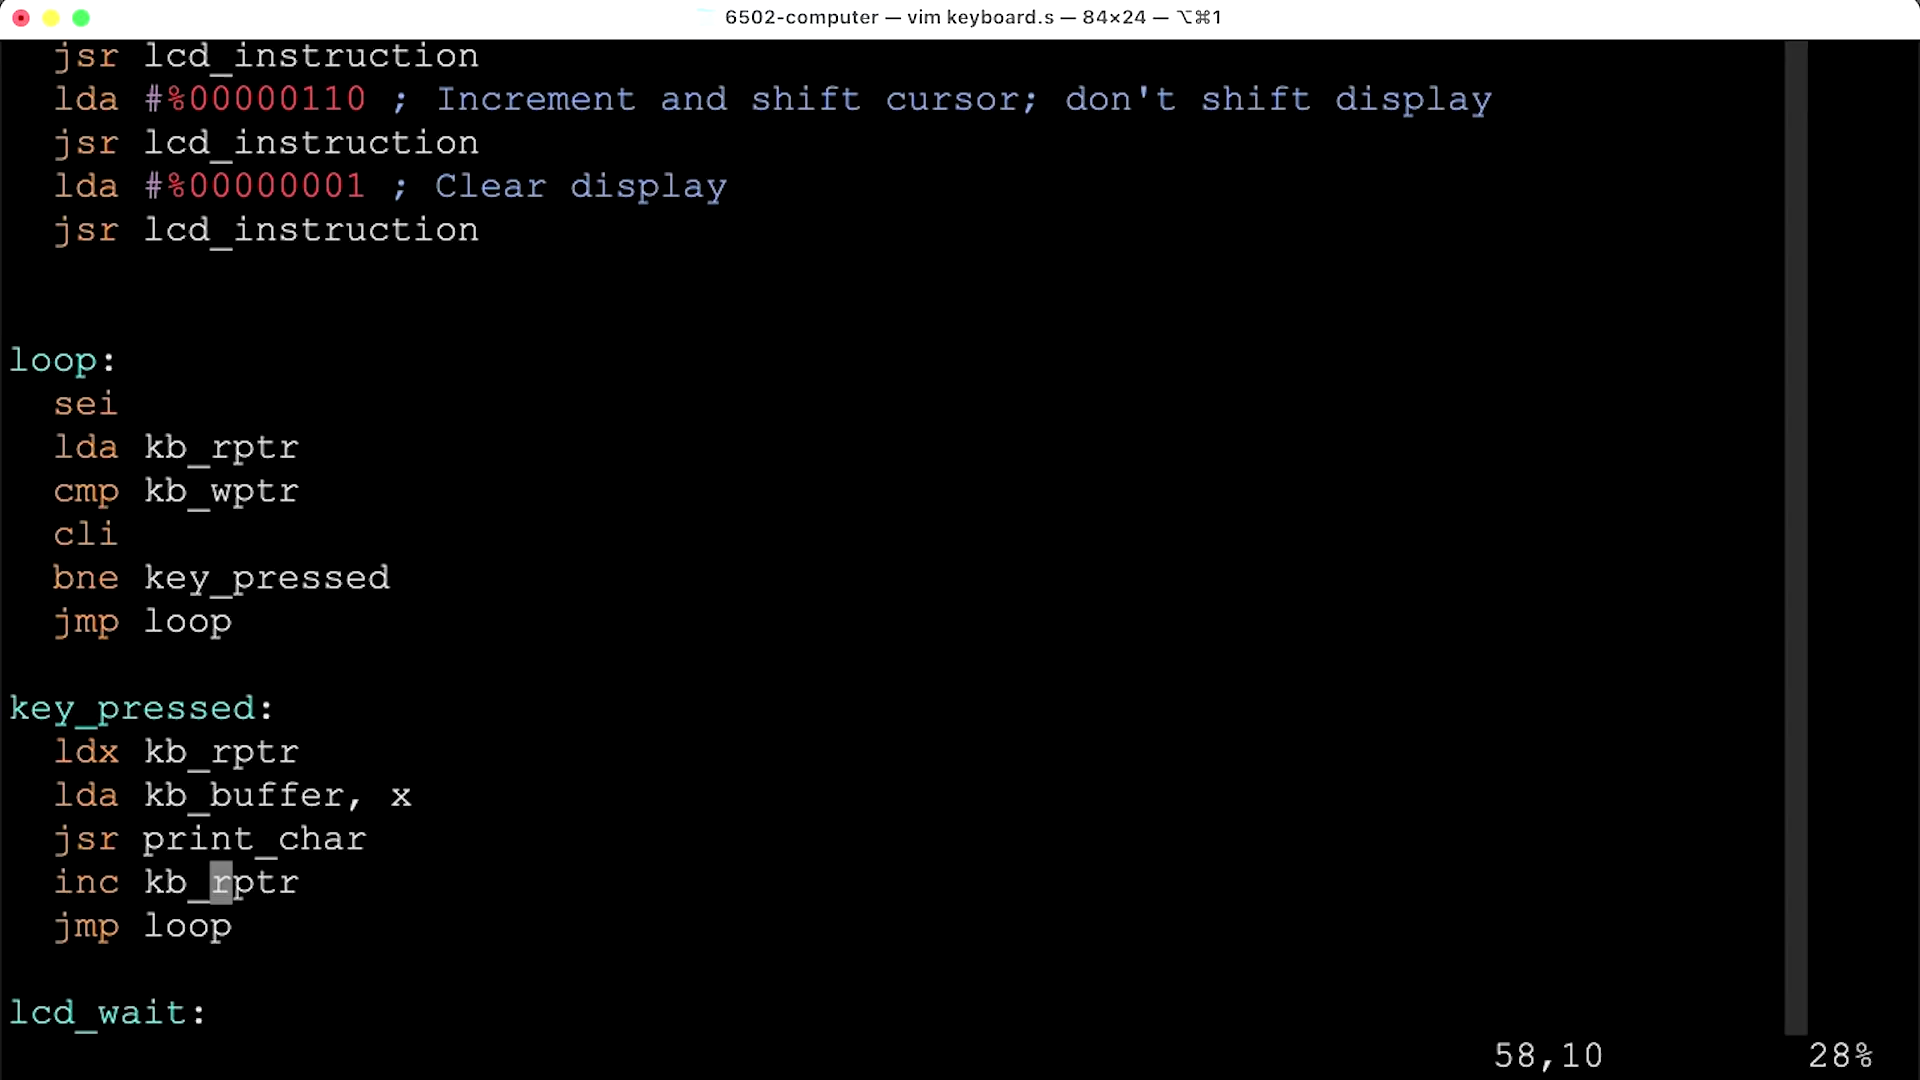 6502-computer — vim keyboard.s — 84×24 — ⌥⌘1
jsr lcd_instruction
lda #%00000110 ; Increment and shift cursor; don't shift display
jsr lcd_instruction
lda #%00000001 ; Clear display
jsr lcd_instruction
loop:
sei
lda kb_rptr
cmp kb_wptr
cli
bne key_pressed
jmp loop
key_pressed:
ldx kb_rptr
lda kb_buffer, x
jsr print_char
inc kb_rptr
jmp loop
lcd_wait:
58,10 28%